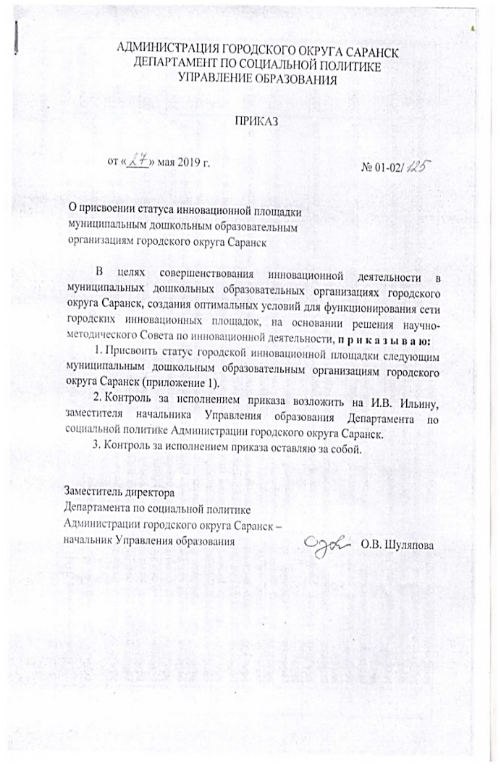 АДМИНИСТРАЦИЯ ГОРОДСКОГО ОКРУГА САРАНСК
ДЕПАРТАМЕНТ ПО СОЦИАЛЬНОЙ ПОЛИТИКЕ
УПРАВЛЕНИЕ ОБРАЗОВАНИЯ
ПРИКАЗ
от « 27 » мая 2019 г. № 01-02/ 125
О присвоении статуса инновационной площадки
муниципальным дошкольным образовательным
организациям городского округа Саранск
В целях совершенствования инновационной деятельности в
муниципальных дошкольных образовательных организациях городского
округа Саранск, создания оптимальных условий для функционирования сети
городских инновационных площадок, на основании решения научно-
методического Совета по инновационной деятельности, п р и к а з ы в а ю:
1. Присвоить статус городской инновационной площадки следующим
муниципальным дошкольным образовательным организациям городского
округа Саранск (приложение 1).
2. Контроль за исполнением приказа возложить на И.В. Ильину,
заместителя начальника Управления образования Департамента по
социальной политике Администрации городского округа Саранск.
3. Контроль за исполнением приказа оставляю за собой.
Заместитель директора
Департамента по социальной политике
Администрации городского округа Саранск –
начальник Управления образования О.В. Шуляпова